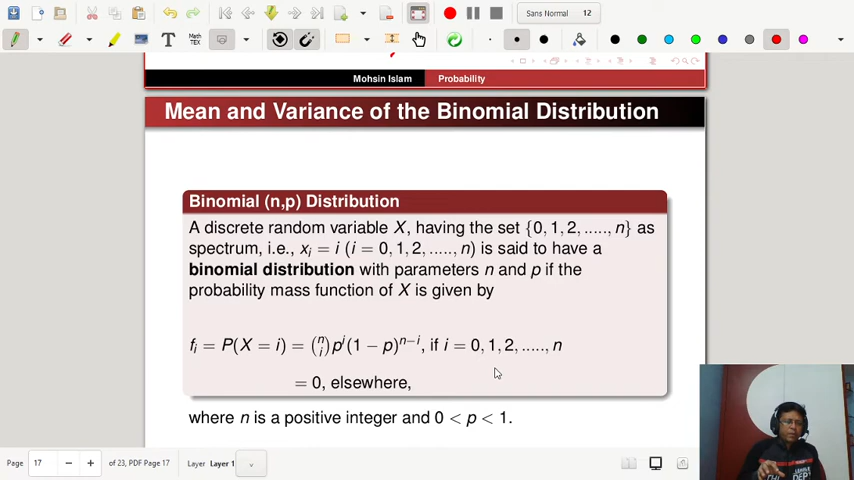 Sans Normal 12
T MATH TEX
Mohsin Islam Probability
Mean and Variance of the Binomial Distribution
Binomial (n,p) Distribution
A discrete random variable X, having the set {0, 1, 2, ....., n} as
spectrum, i.e., xᵢ = i (i = 0, 1, 2, ....., n) is said to have a
binomial distribution with parameters n and p if the
probability mass function of X is given by
fᵢ = P(X = i) = (n i) pⁱ(1 − p)ⁿ⁻ⁱ, if i = 0, 1, 2, ....., n
= 0, elsewhere,
where n is a positive integer and 0 < p < 1.
Page 17 − + of 23, PDF Page 17 Layer Layer 1